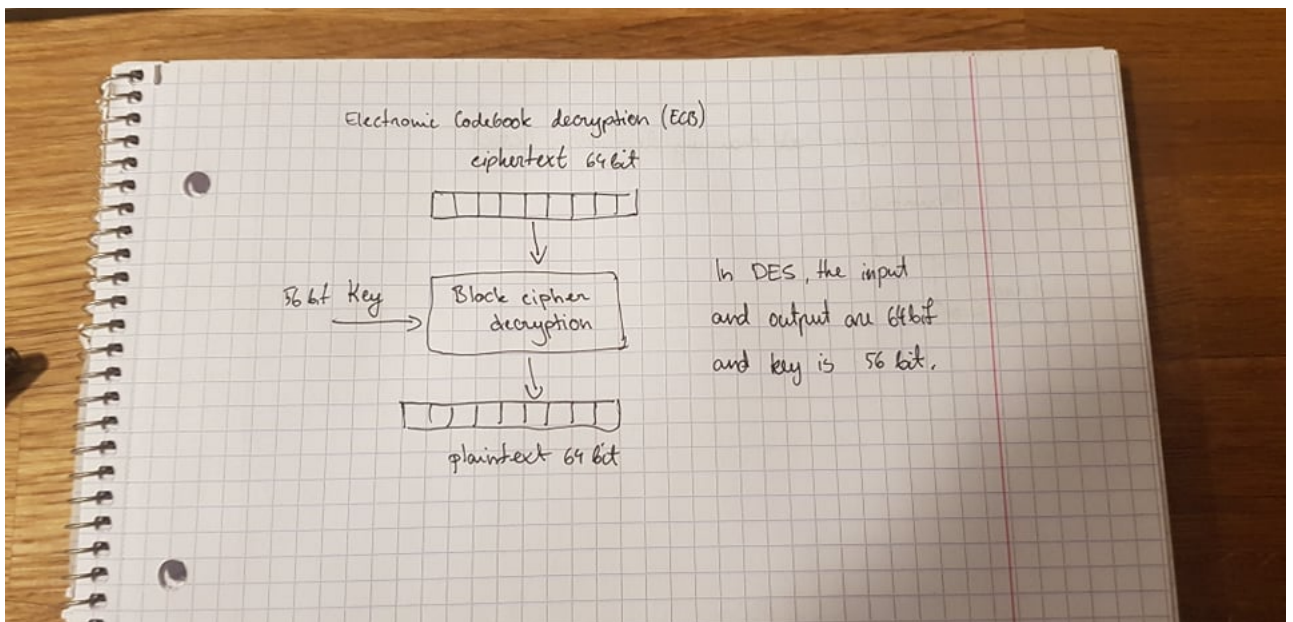 Electronic Codebook decryption (ECB)
ciphertext 64 bit
56 bit Key
Block cipher
decryption
In DES, the input
and output are 64 bit
and key is 56 bit.
plaintext 64 bit